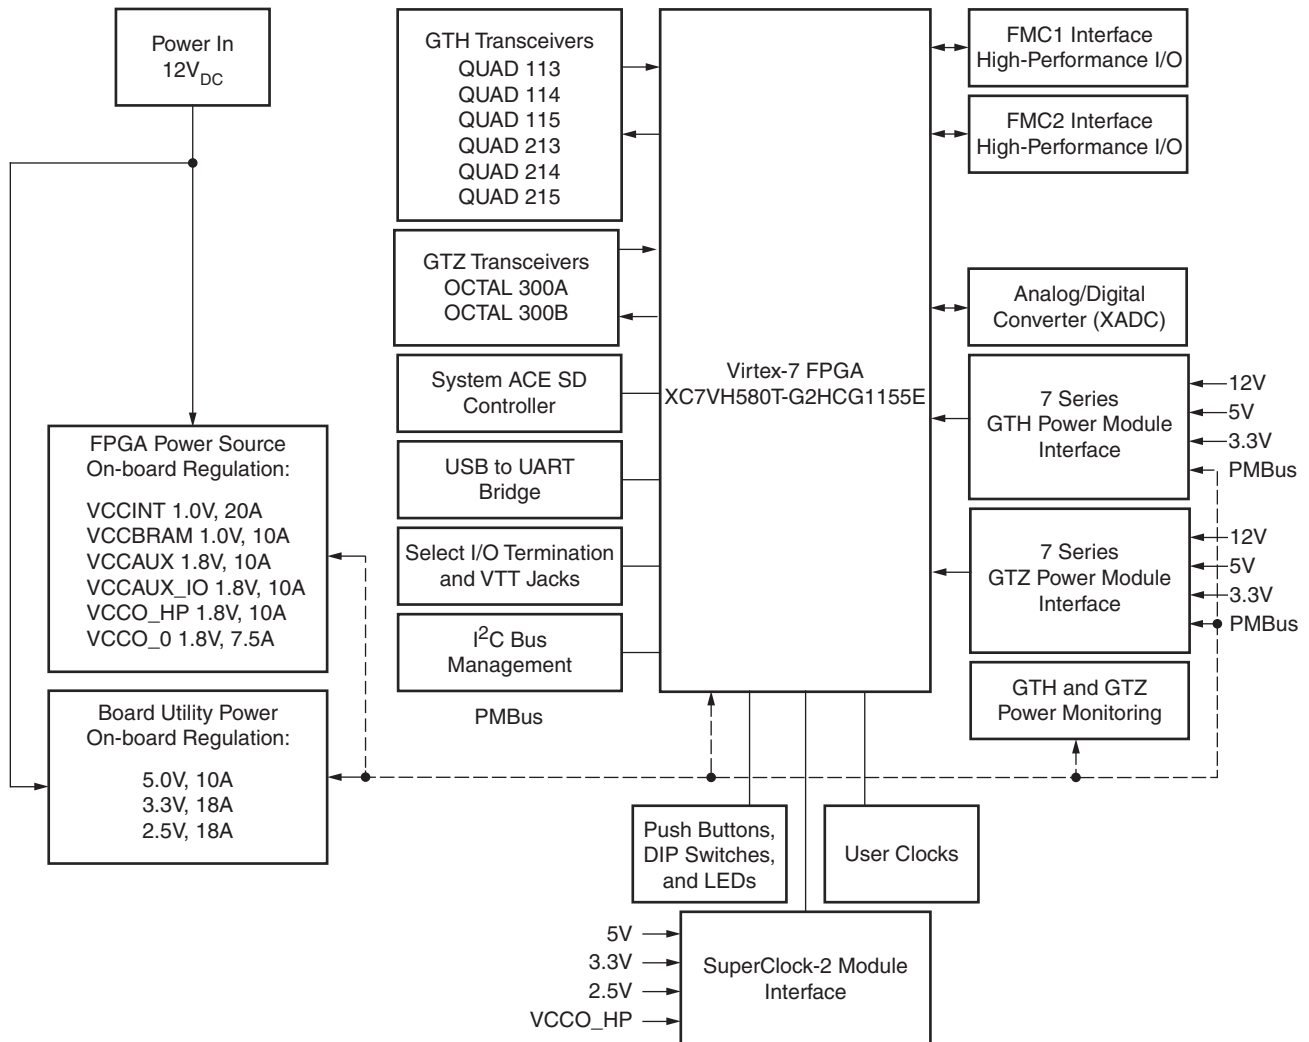 Power In
12VDC
GTH Transceivers
QUAD 113
QUAD 114
QUAD 115
QUAD 213
QUAD 214
QUAD 215
GTZ Transceivers
OCTAL 300A
OCTAL 300B
System ACE SD
Controller
USB to UART
Bridge
Select I/O Termination
and VTT Jacks
I2C Bus
Management
PMBus
Virtex-7 FPGA
XC7VH580T-G2HCG1155E
FMC1 Interface
High-Performance I/O
FMC2 Interface
High-Performance I/O
Analog/Digital
Converter (XADC)
7 Series
GTH Power Module
Interface
12V
5V
3.3V
PMBus
7 Series
GTZ Power Module
Interface
12V
5V
3.3V
PMBus
GTH and GTZ
Power Monitoring
FPGA Power Source
On-board Regulation:
VCCINT 1.0V, 20A
VCCBRAM 1.0V, 10A
VCCAUX 1.8V, 10A
VCCAUX_IO 1.8V, 10A
VCCO_HP 1.8V, 10A
VCCO_0 1.8V, 7.5A
Board Utility Power
On-board Regulation:
5.0V, 10A
3.3V, 18A
2.5V, 18A
Push Buttons,
DIP Switches,
and LEDs
User Clocks
5V
3.3V
2.5V
VCCO_HP
SuperClock-2 Module
Interface